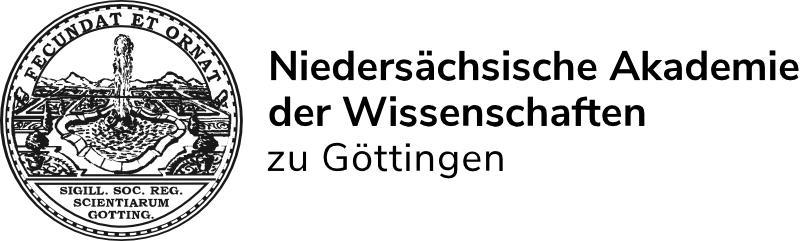 FECUNDAT ET ORNAT
SIGILL. SOC. REG.
SCIENTIARUM
GOTTING.
Niedersächsische Akademie
der Wissenschaften
zu Göttingen